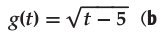 g(t) = √t − 5 (b